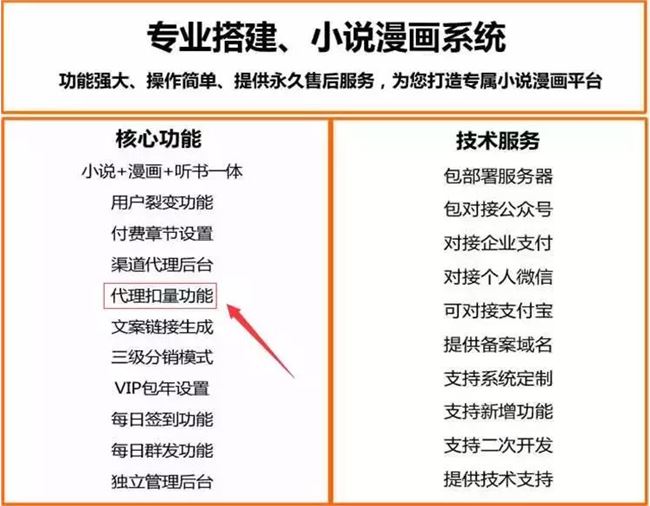 专业搭建、小说漫画系统
功能强大、操作简单、提供永久售后服务，为您打造专属小说漫画平台
核心功能
小说+漫画+听书一体
用户裂变功能
付费章节设置
渠道代理后台
代理扣量功能
文案链接生成
三级分销模式
VIP包年设置
每日签到功能
每日群发功能
独立管理后台
技术服务
包部署服务器
包对接公众号
对接企业支付
对接个人微信
可对接支付宝
提供备案域名
支持系统定制
支持新增功能
支持二次开发
提供技术支持